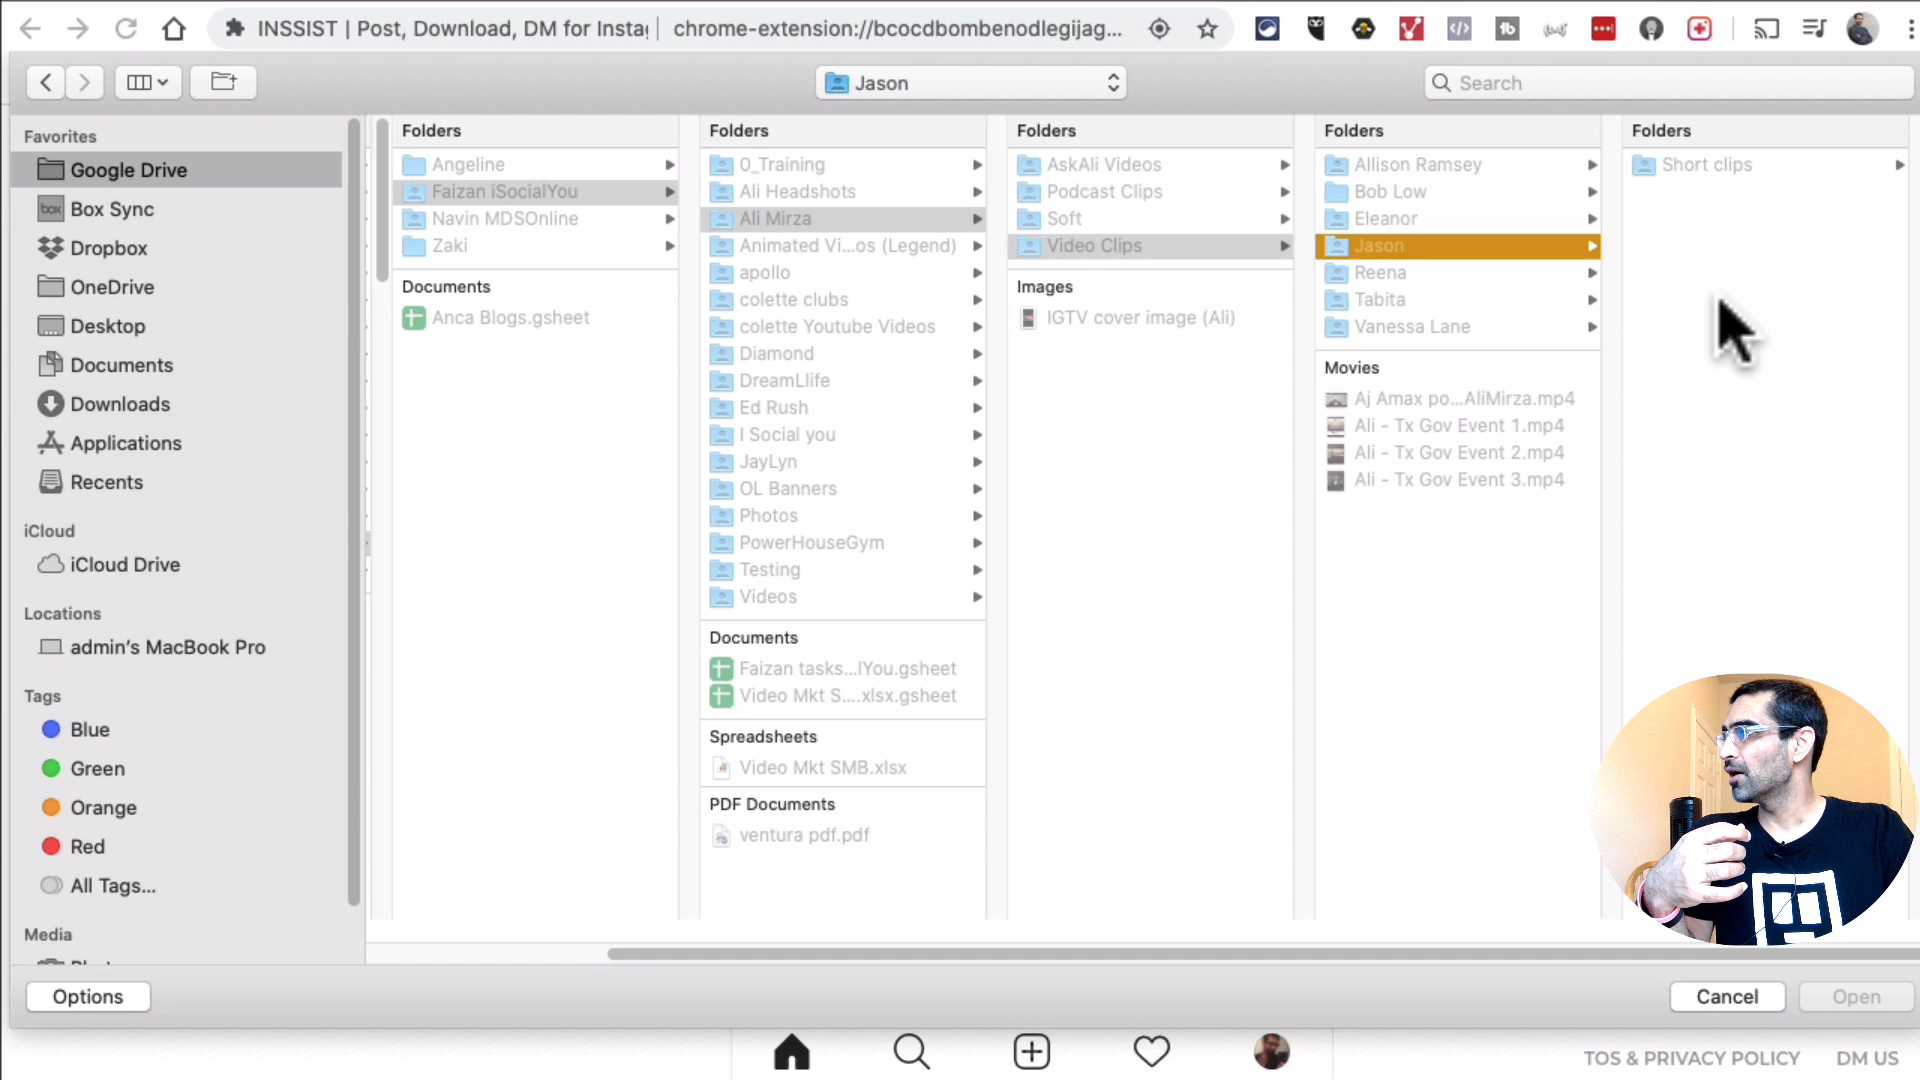 INSSIST | Post, Download, DM for Insta
chrome-extension://bcocdbombenodlegijag...
Jason
Search
Favorites
Google Drive
box
Box Sync
Dropbox
OneDrive
Desktop
Documents
Downloads
Applications
Recents
iCloud
iCloud Drive
Locations
admin's MacBook Pro
Tags
Blue
Green
Orange
Red
All Tags...
Media
Folders
Angeline
Faizan iSocialYou
Navin MDSOnline
Zaki
Documents
Anca Blogs.gsheet
Folders
0_Training
Ali Headshots
Ali Mirza
Animated Vi...os (Legend)
apollo
colette clubs
colette Youtube Videos
Diamond
DreamLlife
Ed Rush
I Social you
JayLyn
OL Banners
Photos
PowerHouseGym
Testing
Videos
Documents
Faizan tasks...lYou.gsheet
Video Mkt S....xlsx.gsheet
Spreadsheets
Video Mkt SMB.xlsx
PDF Documents
ventura pdf.pdf
Folders
AskAli Videos
Podcast Clips
Soft
Video Clips
Images
IGTV cover image (Ali)
Folders
Allison Ramsey
Bob Low
Eleanor
Jason
Reena
Tabita
Vanessa Lane
Movies
Aj Amax po...AliMirza.mp4
Ali - Tx Gov Event 1.mp4
Ali - Tx Gov Event 2.mp4
Ali - Tx Gov Event 3.mp4
Folders
Short clips
Options
Cancel
Open
TOS & PRIVACY POLICY
DM US